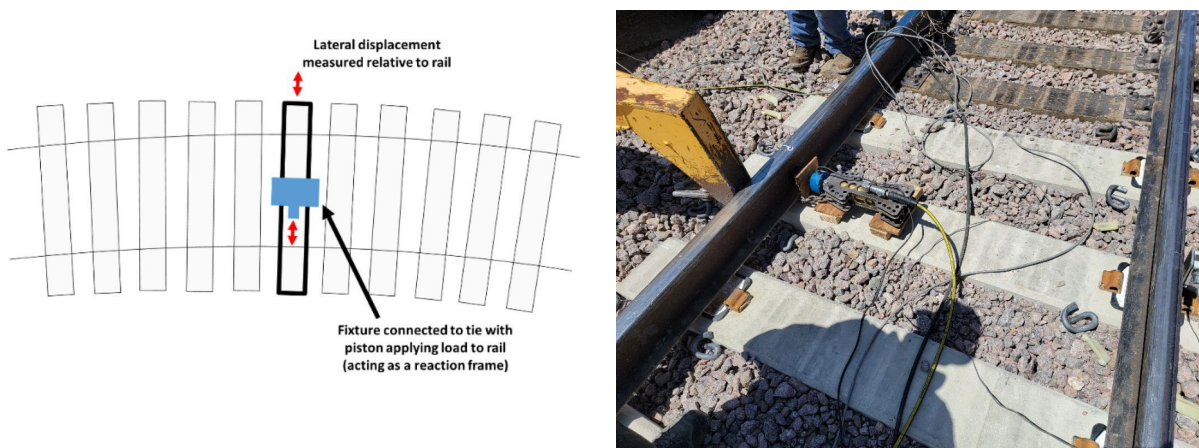 Lateral displacement
measured relative to rail
Fixture connected to tie with
piston applying load to rail
(acting as a reaction frame)